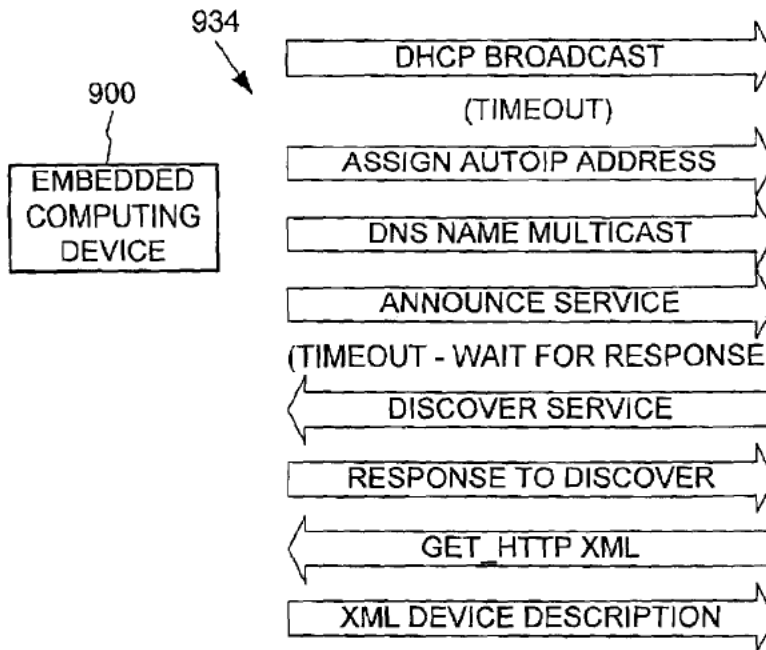 934
DHCP BROADCAST
(TIMEOUT)
900
ASSIGN AUTOIP ADDRESS
EMBEDDED
COMPUTING
DEVICE
DNS NAME MULTICAST
ANNOUNCE SERVICE
(TIMEOUT - WAIT FOR RESPONSE
DISCOVER SERVICE
RESPONSE TO DISCOVER
GET_HTTP XML
XML DEVICE DESCRIPTION